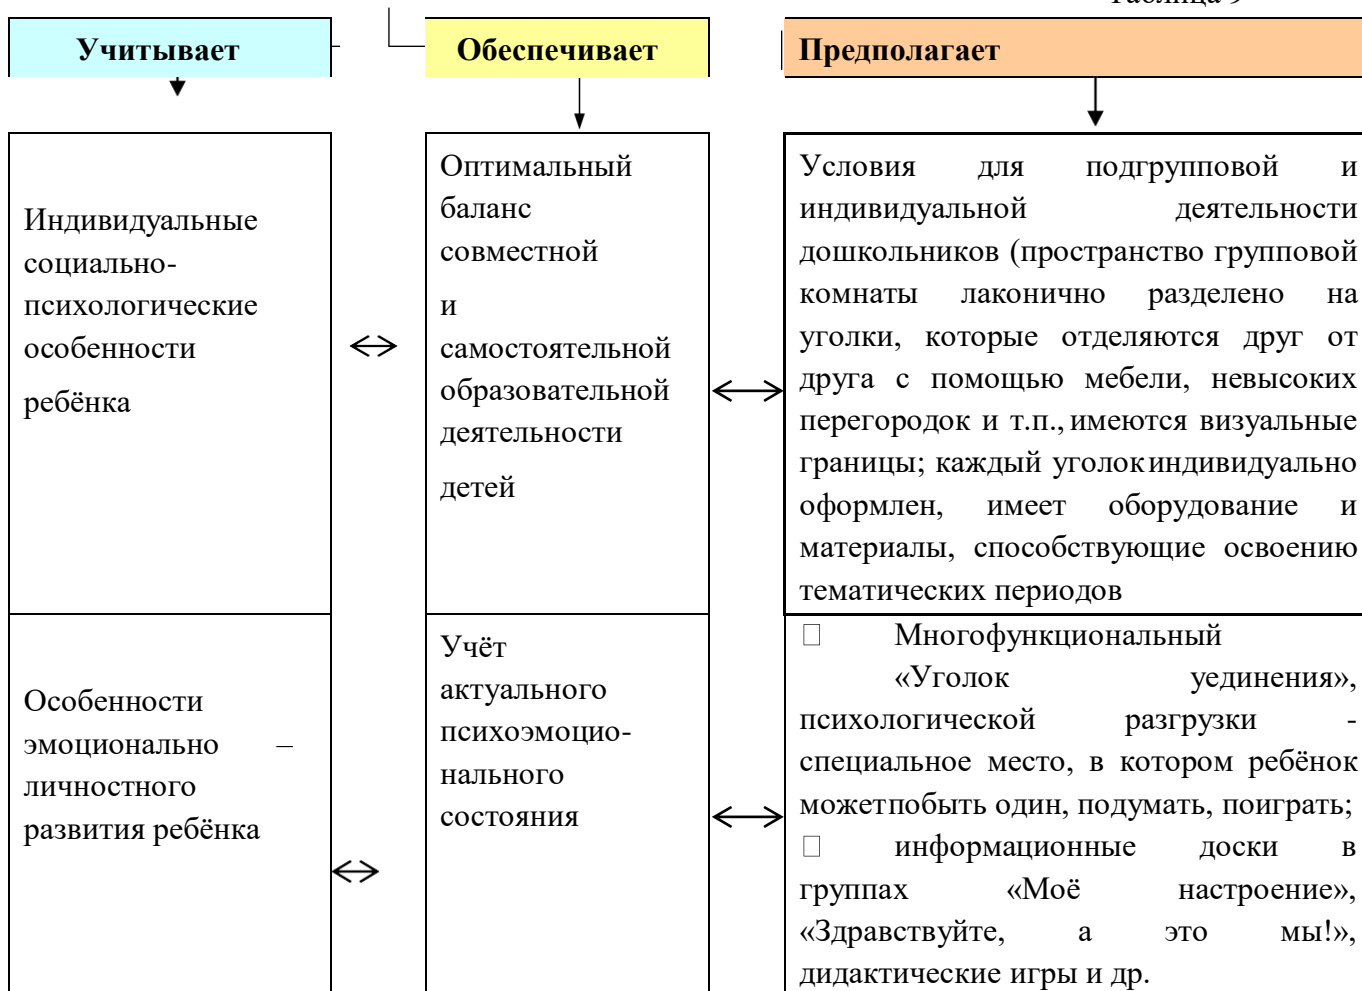 Таблица 9
Учитывает
Обеспечивает
Предполагает
Индивидуальные
социально-
психологические
особенности
ребёнка
Оптимальный
баланс
совместной
и
самостоятельной
образовательной
деятельности
детей
Условия для подгрупповой и
индивидуальной деятельности
дошкольников (пространство групповой
комнаты лаконично разделено на
уголки, которые отделяются друг от
друга с помощью мебели, невысоких
перегородок и т.п., имеются визуальные
границы; каждый уголокиндивидуально
оформлен, имеет оборудование и
материалы, способствующие освоению
тематических периодов
Особенности
эмоционально –
личностного
развития ребёнка
Учёт
актуального
психоэмоцио-
нального
состояния
Многофункциональный
«Уголок уединения»,
психологической разгрузки -
специальное место, в котором ребёнок
можетпобыть один, подумать, поиграть;
информационные доски в
группах «Моё настроение»,
«Здравствуйте, а это мы!»,
дидактические игры и др.